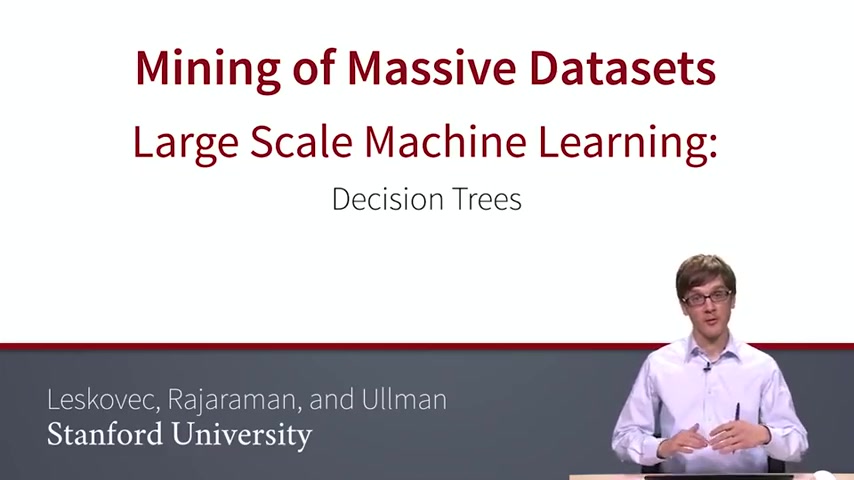 Mining of Massive Datasets
Large Scale Machine Learning:
Decision Trees
Leskovec, Rajaraman, and Ullman
Stanford University